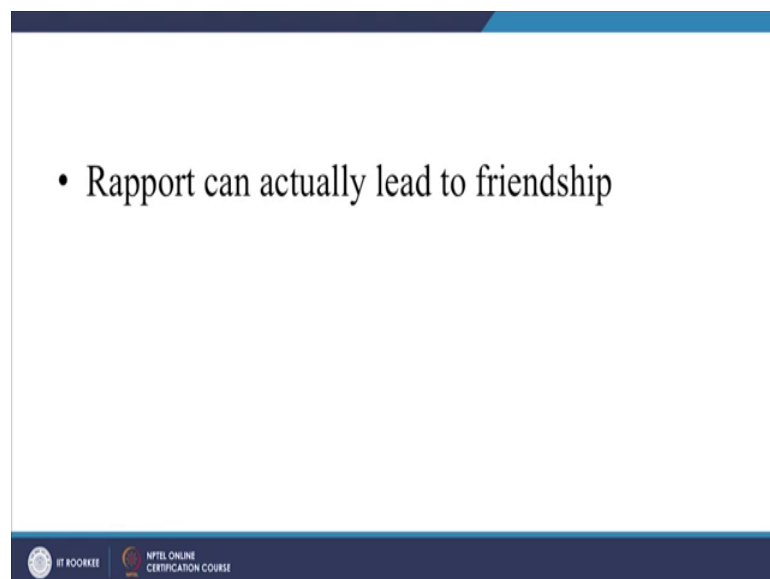 • Rapport can actually lead to friendship
IIT ROORKEE
NPTEL ONLINE
CERTIFICATION COURSE